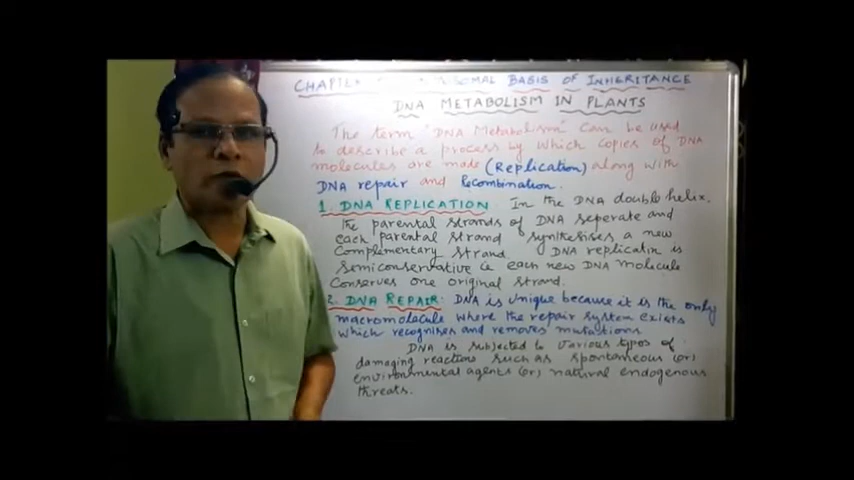 CHAPTER OMAL BASIS OF INHERITANCE
DNA METABOLISM IN PLANTS
The term "DNA Metabolism" can be used
to describe a process by which copies of DNA
molecules are made (Replication) along with
DNA repair and Recombination.
1. DNA REPLICATION In the DNA double helix.
the parental strands of DNA seperate and
each parental strand synthesises a new
Complementary strand. DNA replicatin is
semiconservative i.e each new DNA molecule
Conserves one original strand.
2. DNA REPAIR: DNA is unique because it is the only
macromolecule where the repair system exists
which recognises and removes mutations.
DNA is subjected to various types of
damaging reactions such as spontaneous (or)
environmental agents (or) natural endogenous
threats.